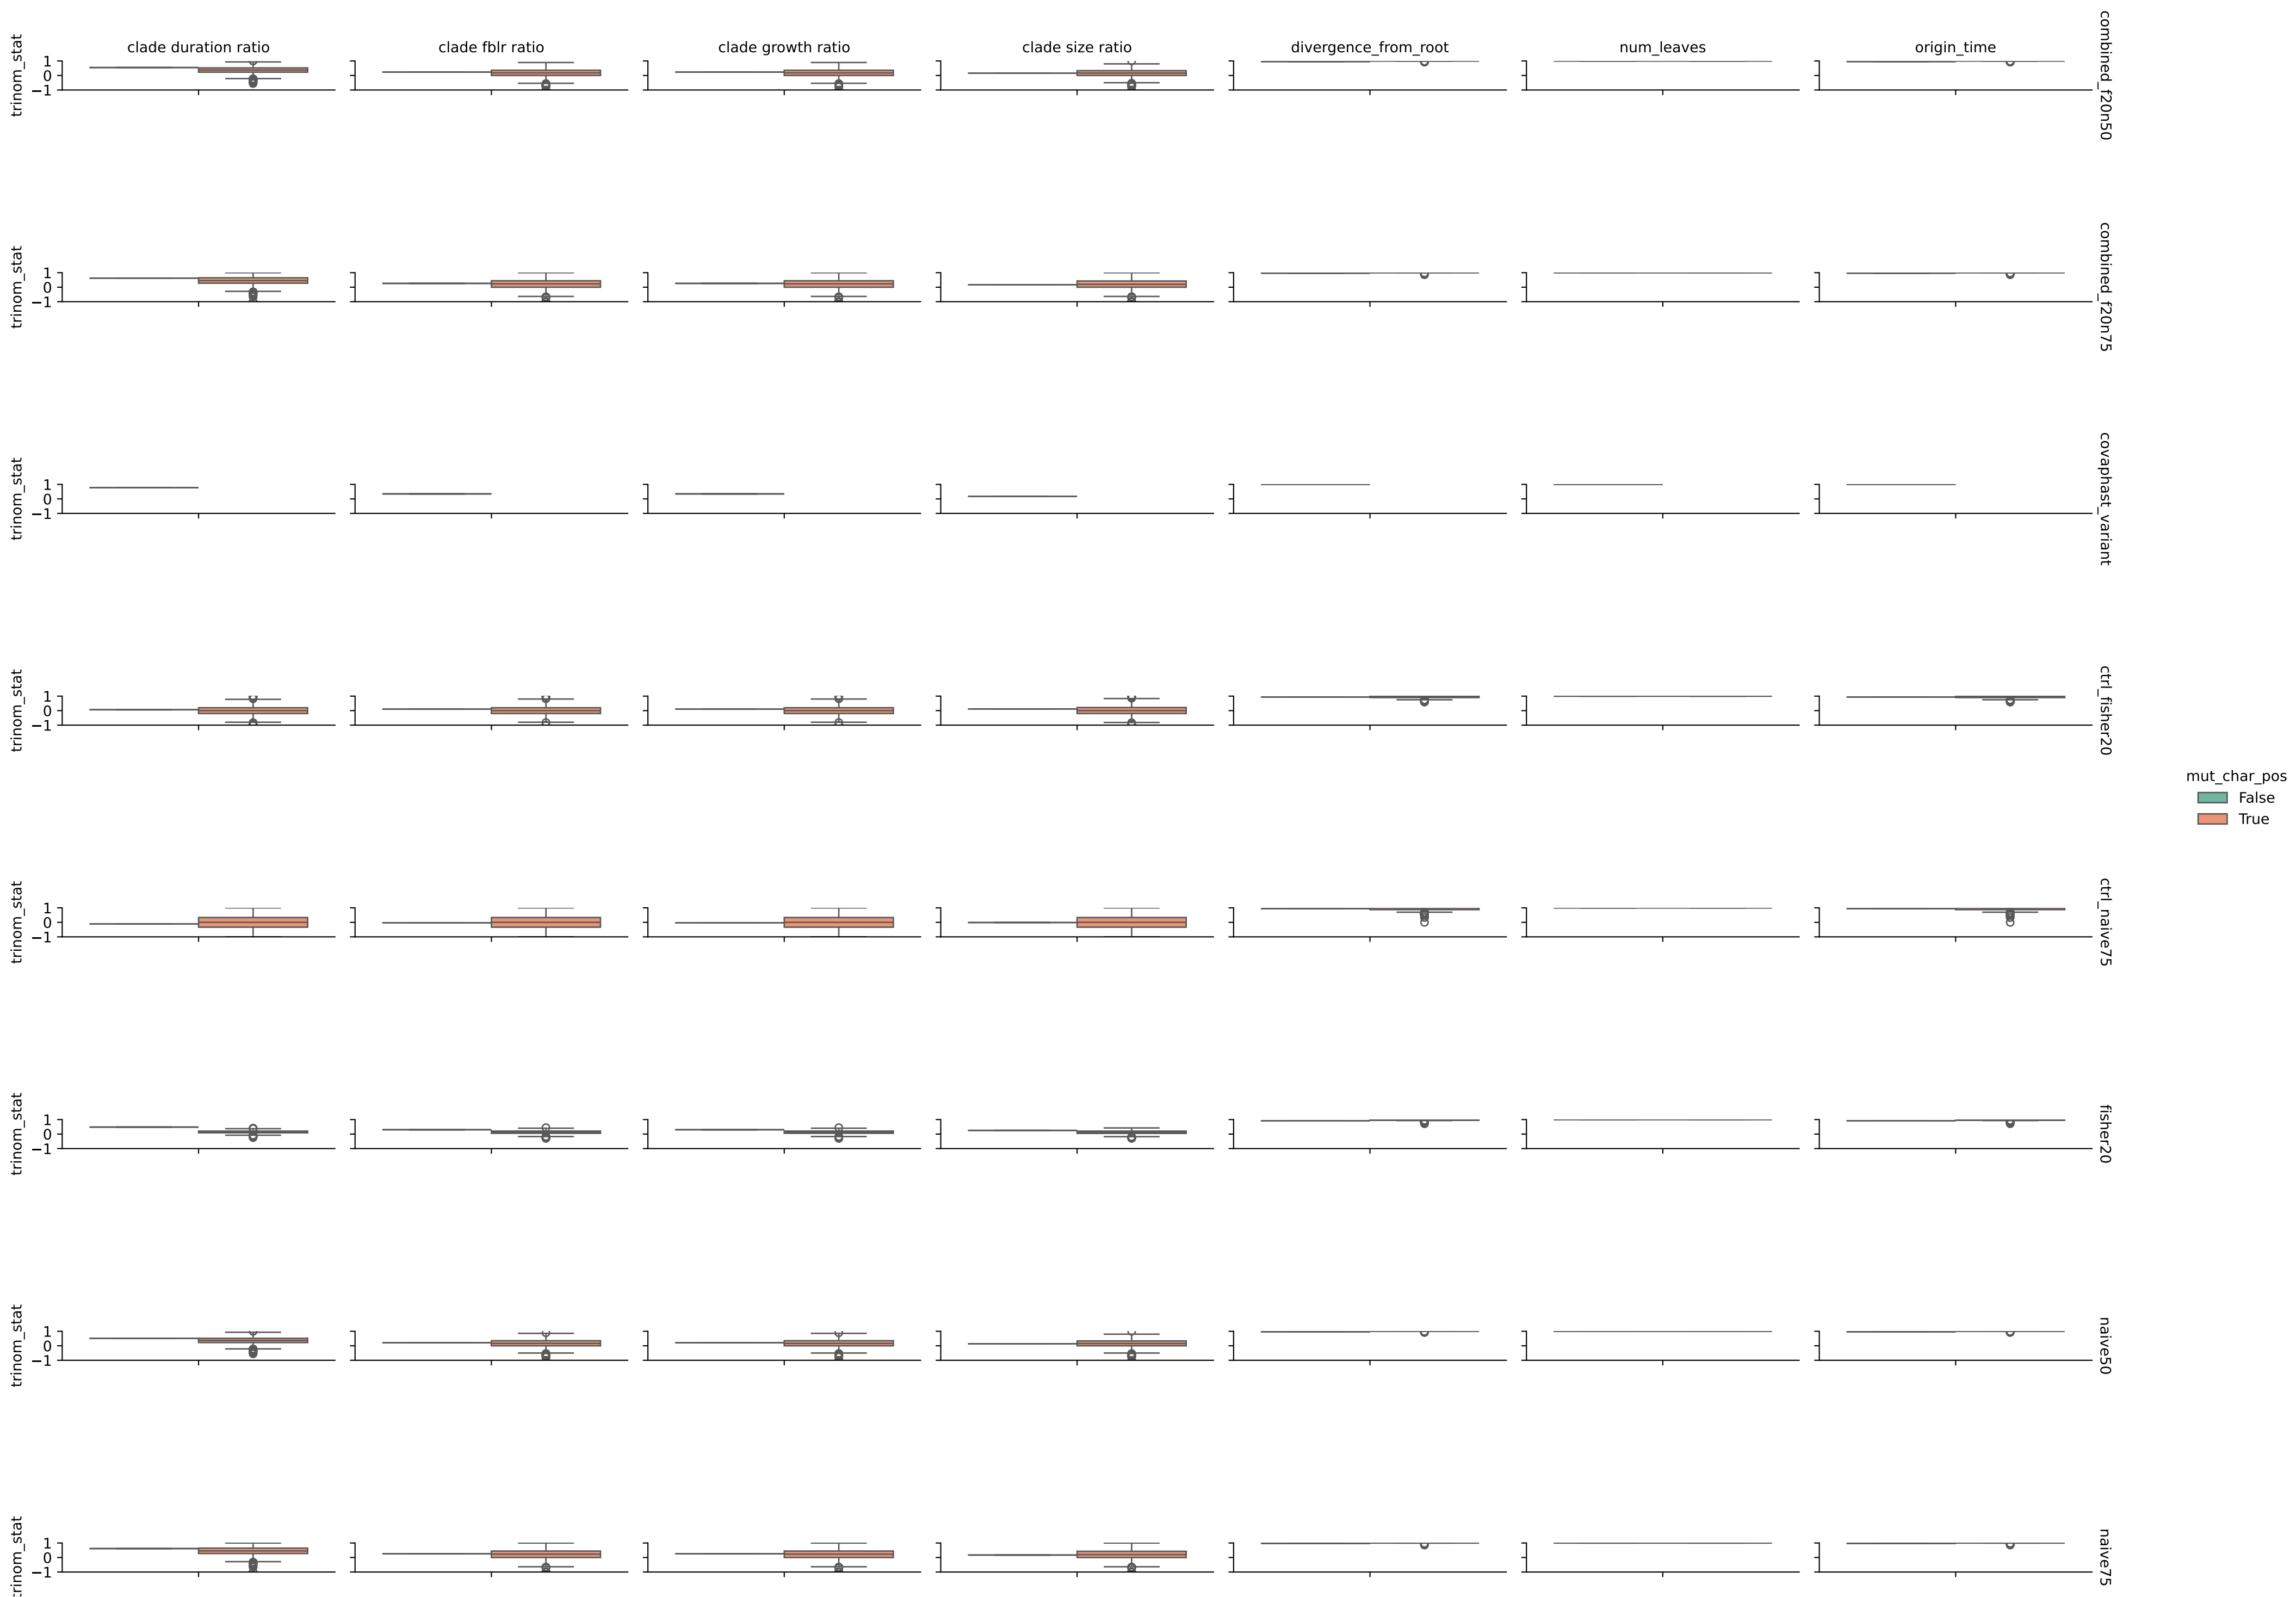 clade duration ratio
clade fblr ratio
clade growth ratio
clade size ratio
divergence_from_root
num_leaves
origin_time
trinom_stat
1
0
−1
combined_f20n50
trinom_stat
1
0
−1
combined_f20n75
trinom_stat
1
0
−1
covaphast_variant
trinom_stat
1
0
−1
ctrl_fisher20
mut_char_pos
False
True
trinom_stat
1
0
−1
ctrl_naive75
trinom_stat
1
0
−1
fisher20
trinom_stat
1
0
−1
naive50
trinom_stat
1
0
−1
naive75